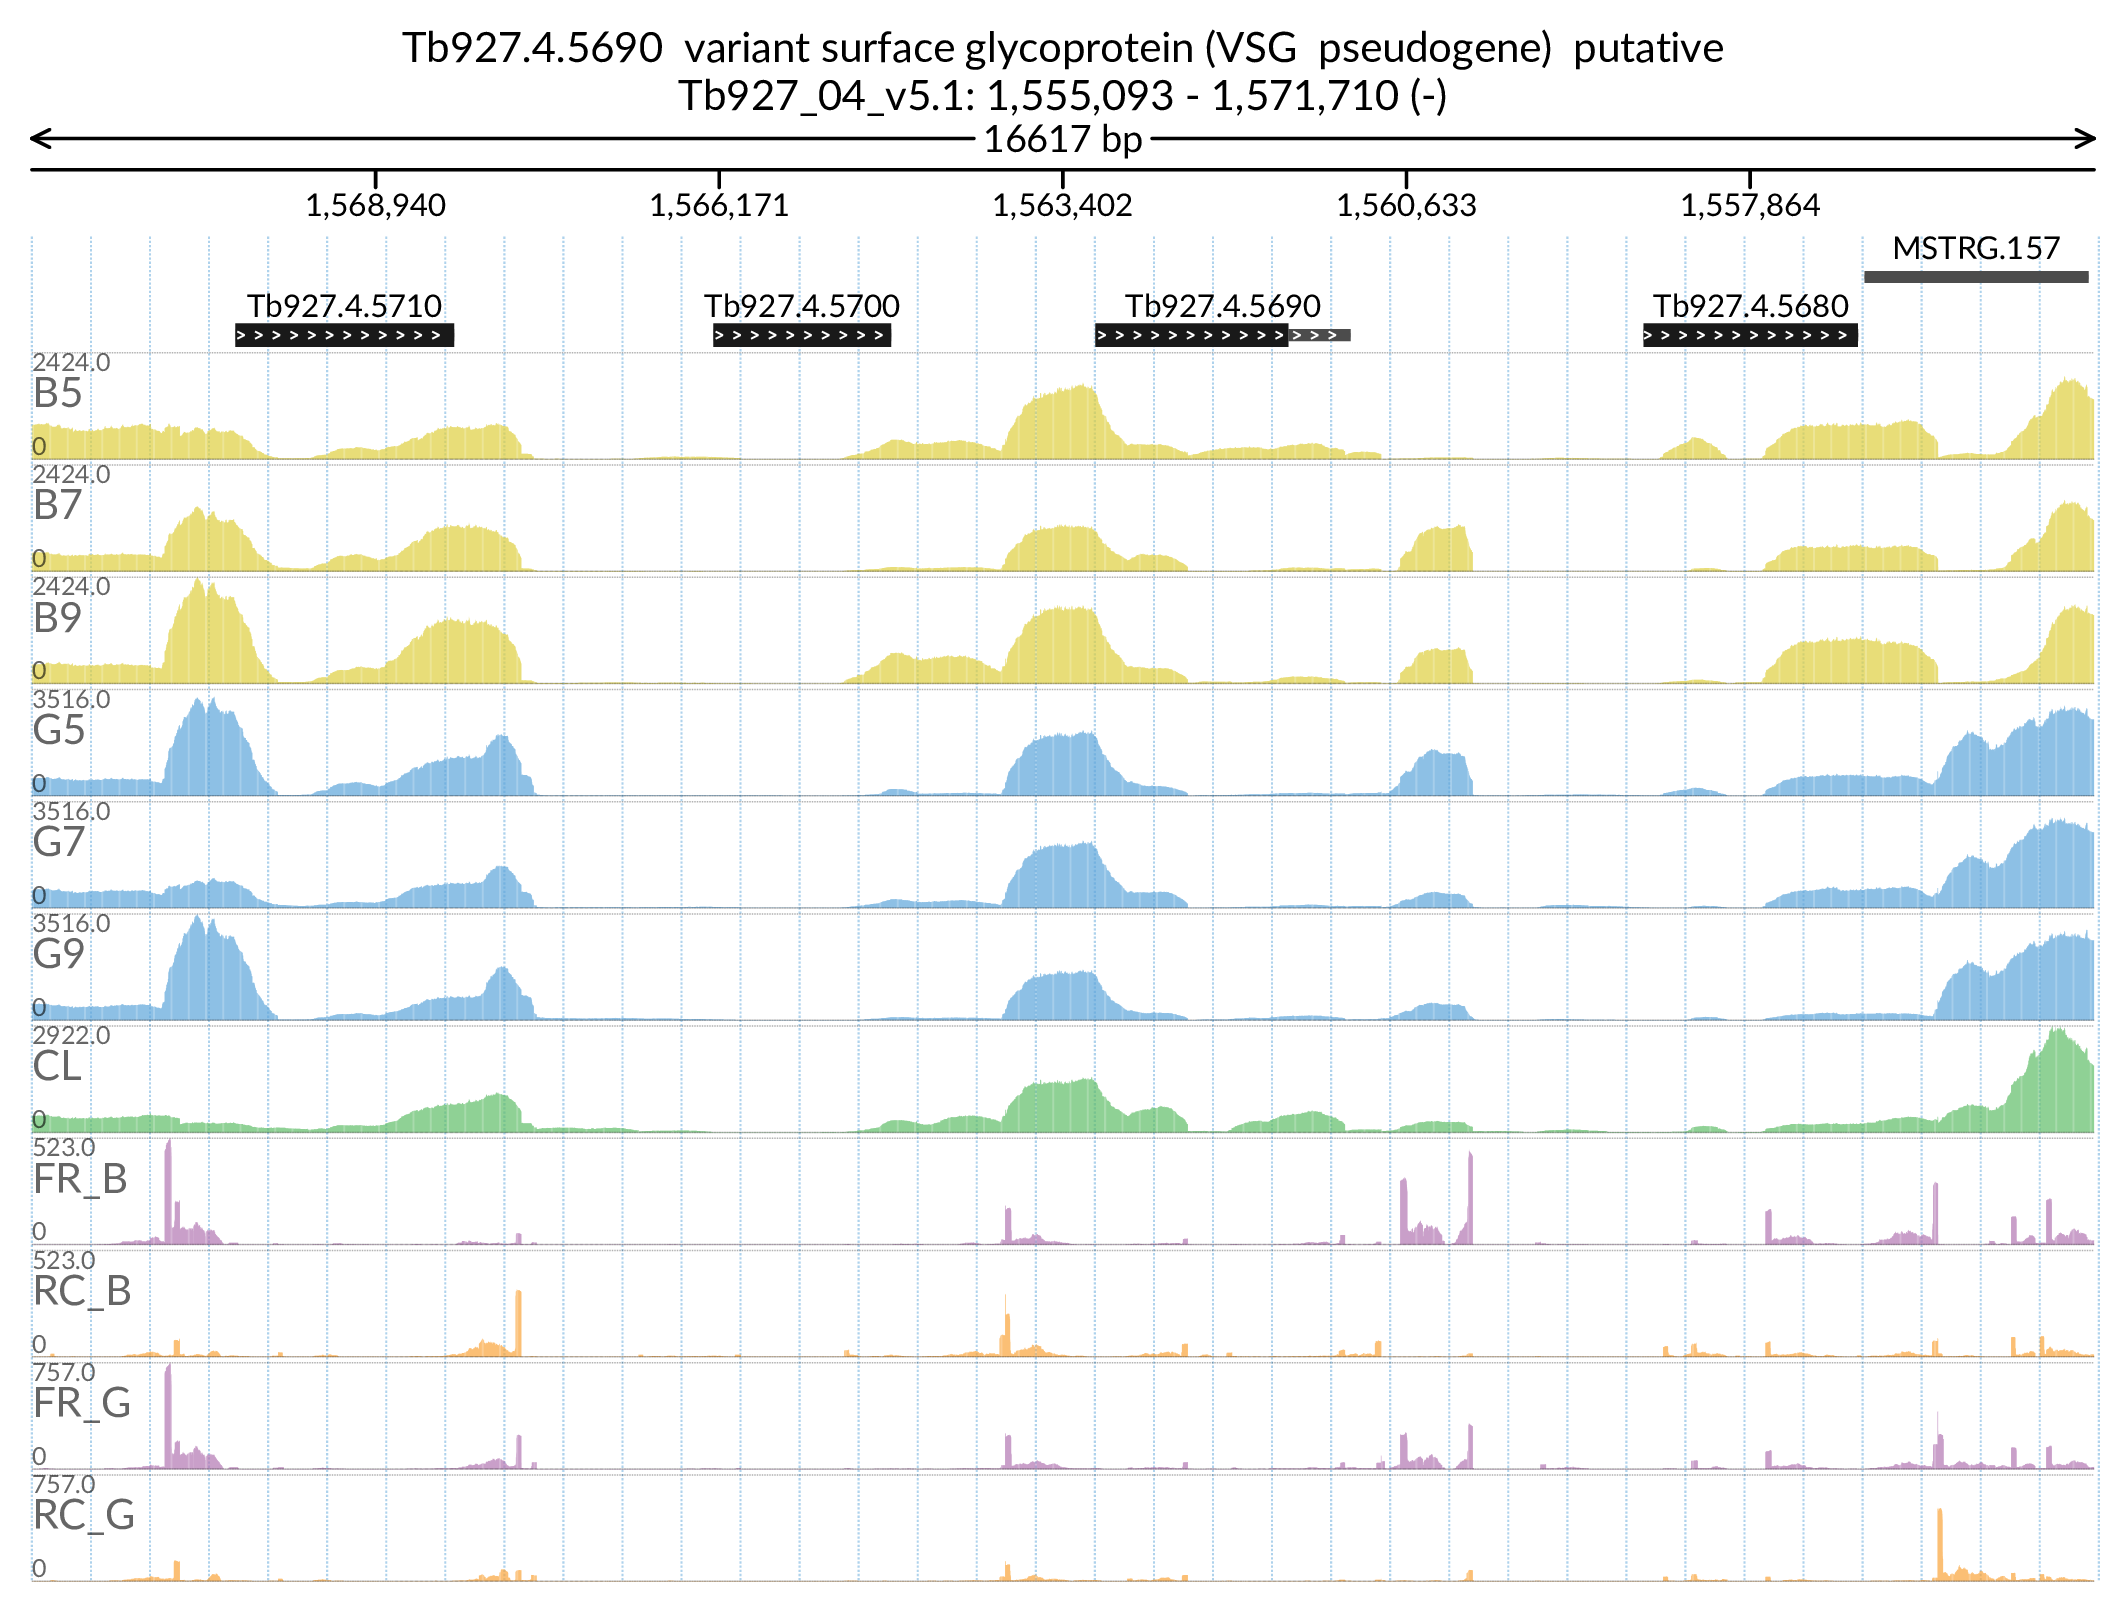 Tb927.4.5690 variant surface glycoprotein (VSG pseudogene) putative
Tb927_04_v5.1: 1,555,093 - 1,571,710 (-)
16617 bp
1,568,940 1,566,171 1,563,402 1,560,633 1,557,864
MSTRG.157
Tb927.4.5710 Tb927.4.5700 Tb927.4.5690 Tb927.4.5680
2424.0
B5
0
2424.0
B7
0
2424.0
B9
0
3516.0
G5
0
3516.0
G7
0
3516.0
G9
0
2922.0
CL
0
523.0
FR_B
0
523.0
RC_B
0
757.0
FR_G
0
757.0
RC_G
0